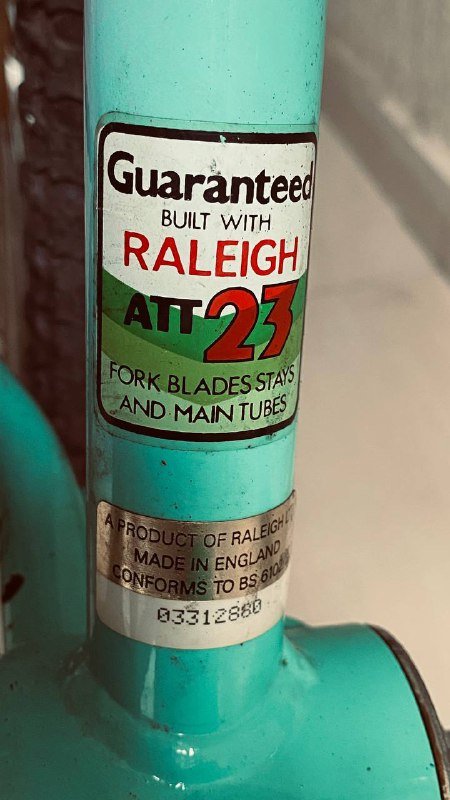 Guaranteed
BUILT WITH
RALEIGH
ATT 23
FORK BLADES STAYS
AND MAIN TUBES
A PRODUCT OF RALEIGH
MADE IN ENGLAND
CONFORMS TO BS
03312880